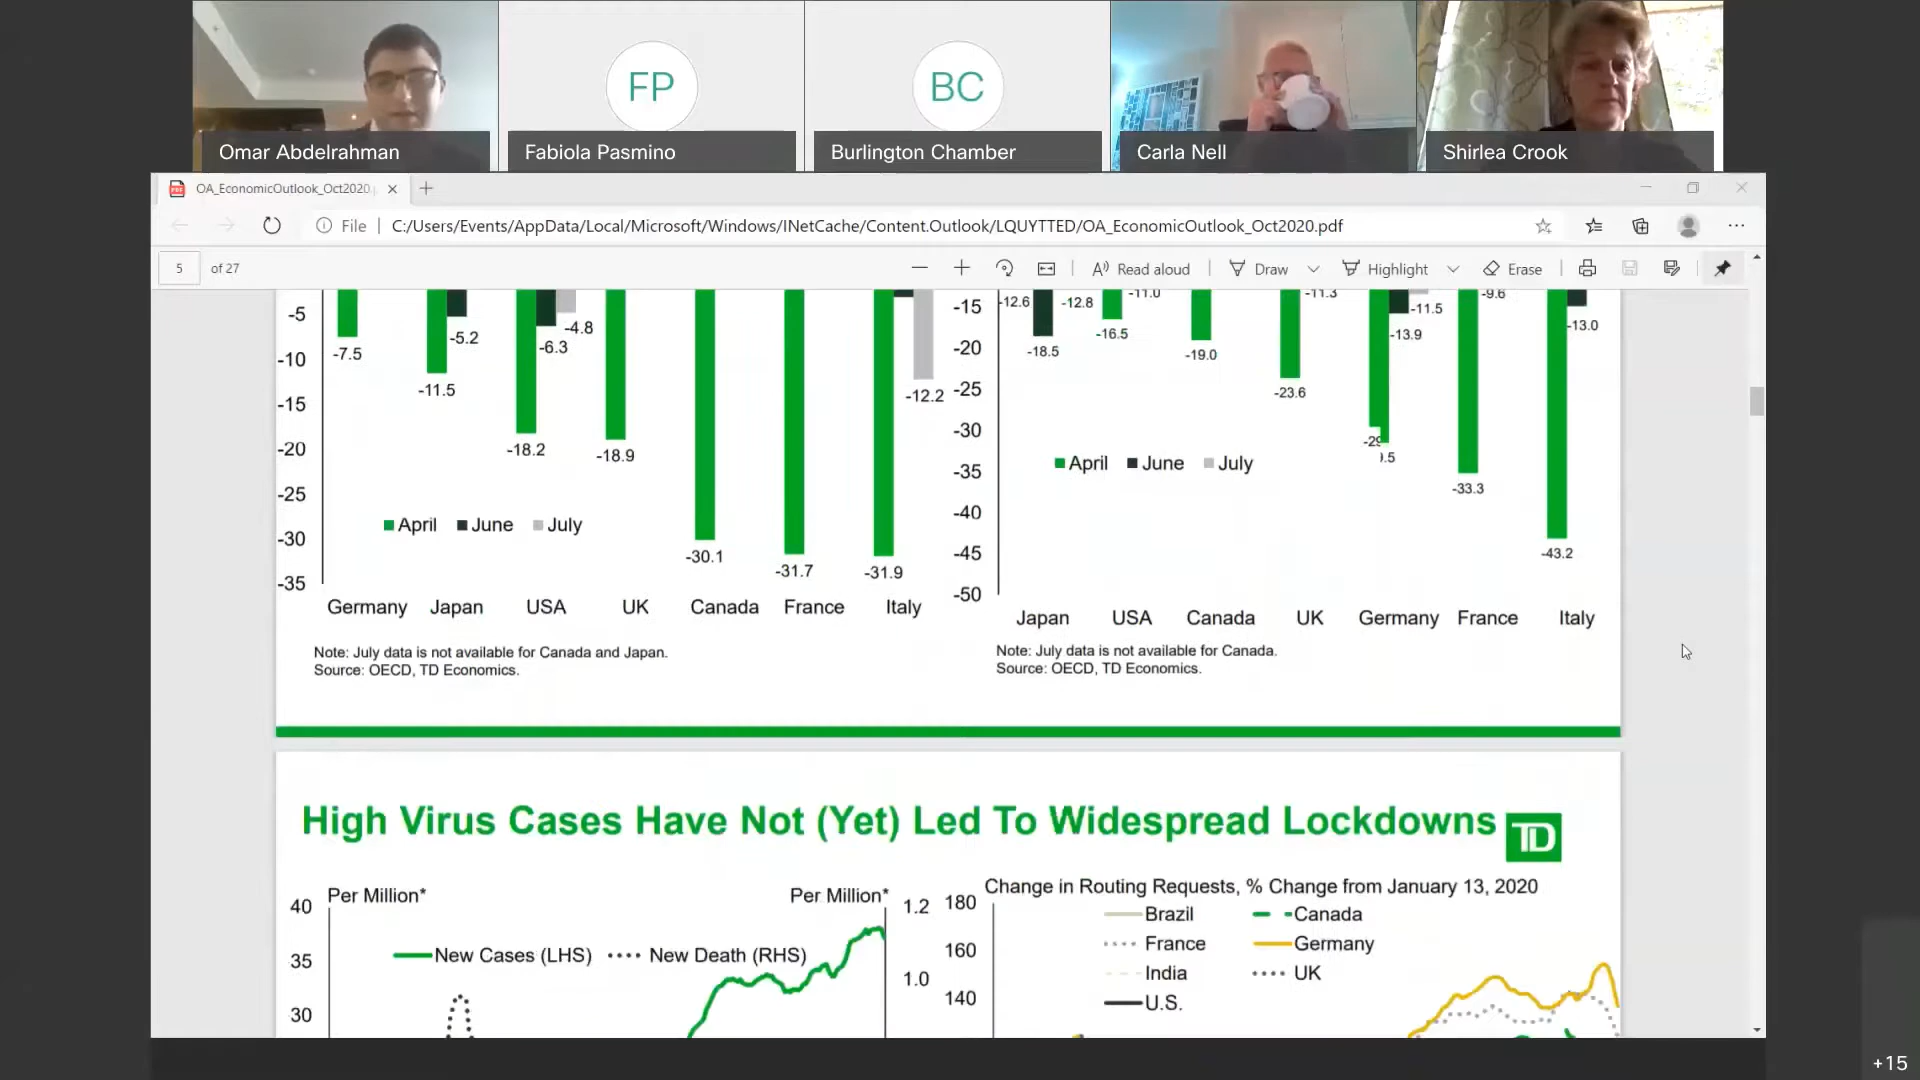 FP
BC
Omar Abdelrahman
Fabiola Pasmino
Burlington Chamber
Carla Nell
Shirlea Crook
OA_EconomicOutlook_Oct2020
File
C:/Users/Events/AppData/Local/Microsoft/Windows/INetCache/Content.Outlook/LQUYTTED/OA_EconomicOutlook_Oct2020.pdf
5 of 27
Read aloud
Draw
Highlight
Erase
-5
-10
-15
-20
-25
-30
-35
-7.5
-5.2
-11.5
-6.3
-4.8
-18.2
-18.9
-30.1
-31.7
-31.9
-12.2
April June July
Germany Japan USA UK Canada France Italy
Note: July data is not available for Canada and Japan.
Source: OECD, TD Economics.
-15
-20
-25
-30
-35
-40
-45
-50
-12.6
-18.5
-12.8
-16.5
-11.0
-19.0
-11.3
-23.6
-13.9
-11.5
-9.6
-33.3
-13.0
-43.2
April June July
Japan USA Canada UK Germany France Italy
Note: July data is not available for Canada.
Source: OECD, TD Economics.
High Virus Cases Have Not (Yet) Led To Widespread Lockdowns
TD
Per Million*
Per Million*
40
35
30
1.2
1.0
New Cases (LHS) New Death (RHS)
Change in Routing Requests, % Change from January 13, 2020
180
160
140
Brazil Canada
France Germany
India UK
U.S.
+15